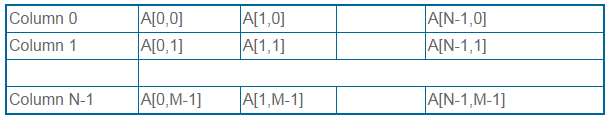 Column 0 A[0,0] A[1,0] A[N-1,0]
Column 1 A[0,1] A[1,1] A[N-1,1]
Column N-1 A[0,M-1] A[1,M-1] A[N-1,M-1]